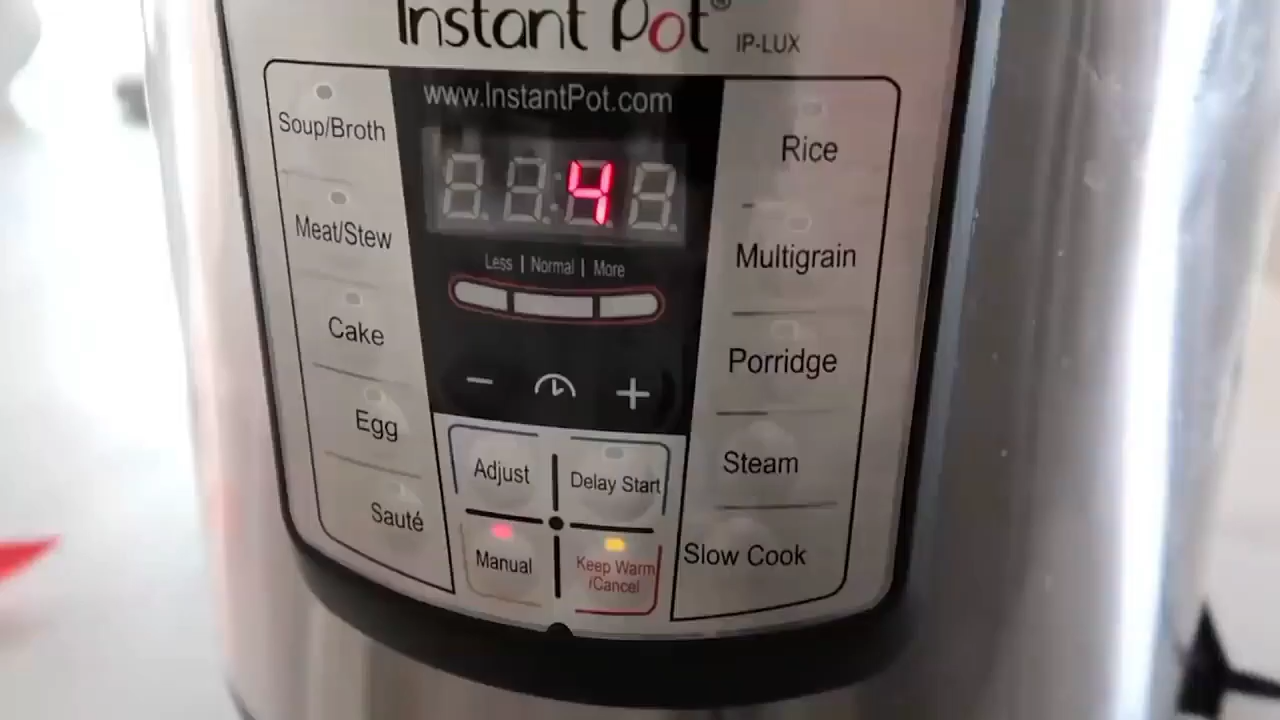 Instant Pot®
IP-LUX
www.InstantPot.com
4
Less | Normal | More
− +
Soup/Broth
Meat/Stew
Cake
Egg
Sauté
Adjust
Delay Start
Manual
Keep Warm
/Cancel
Rice
Multigrain
Porridge
Steam
Slow Cook